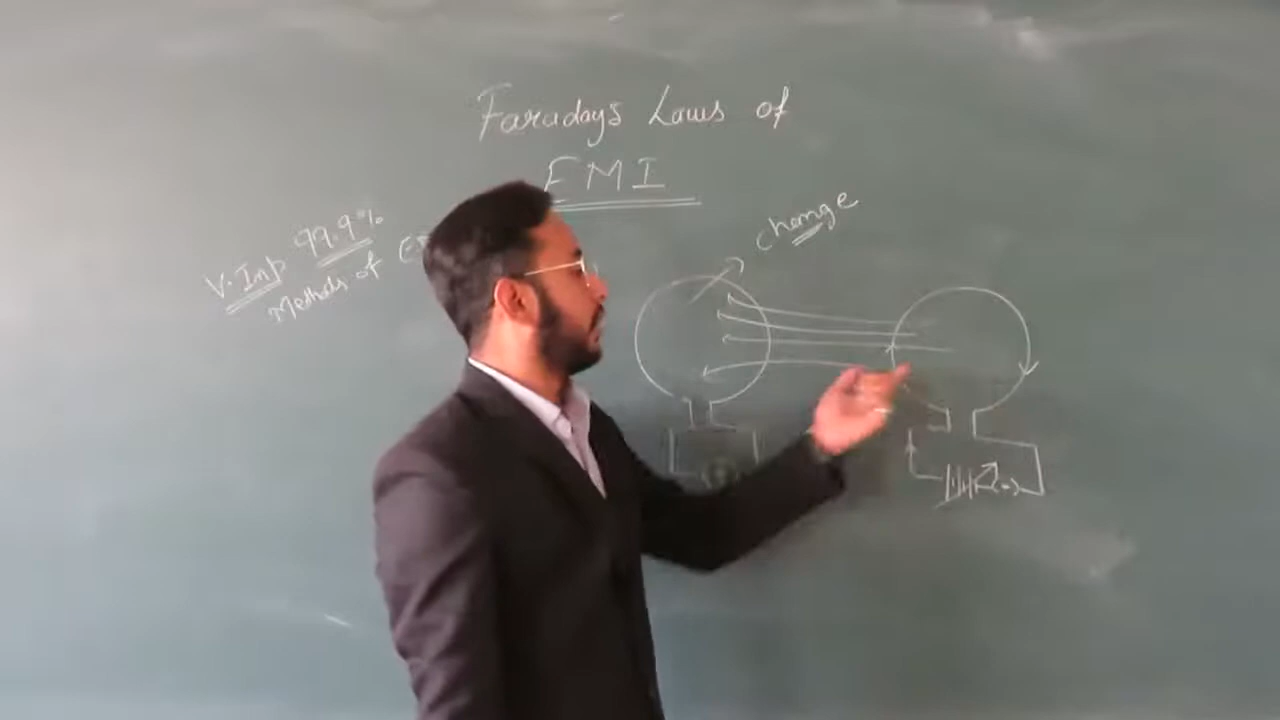 Faradays Laws of
EMI
change
V. Imp 99.9%
Methods of